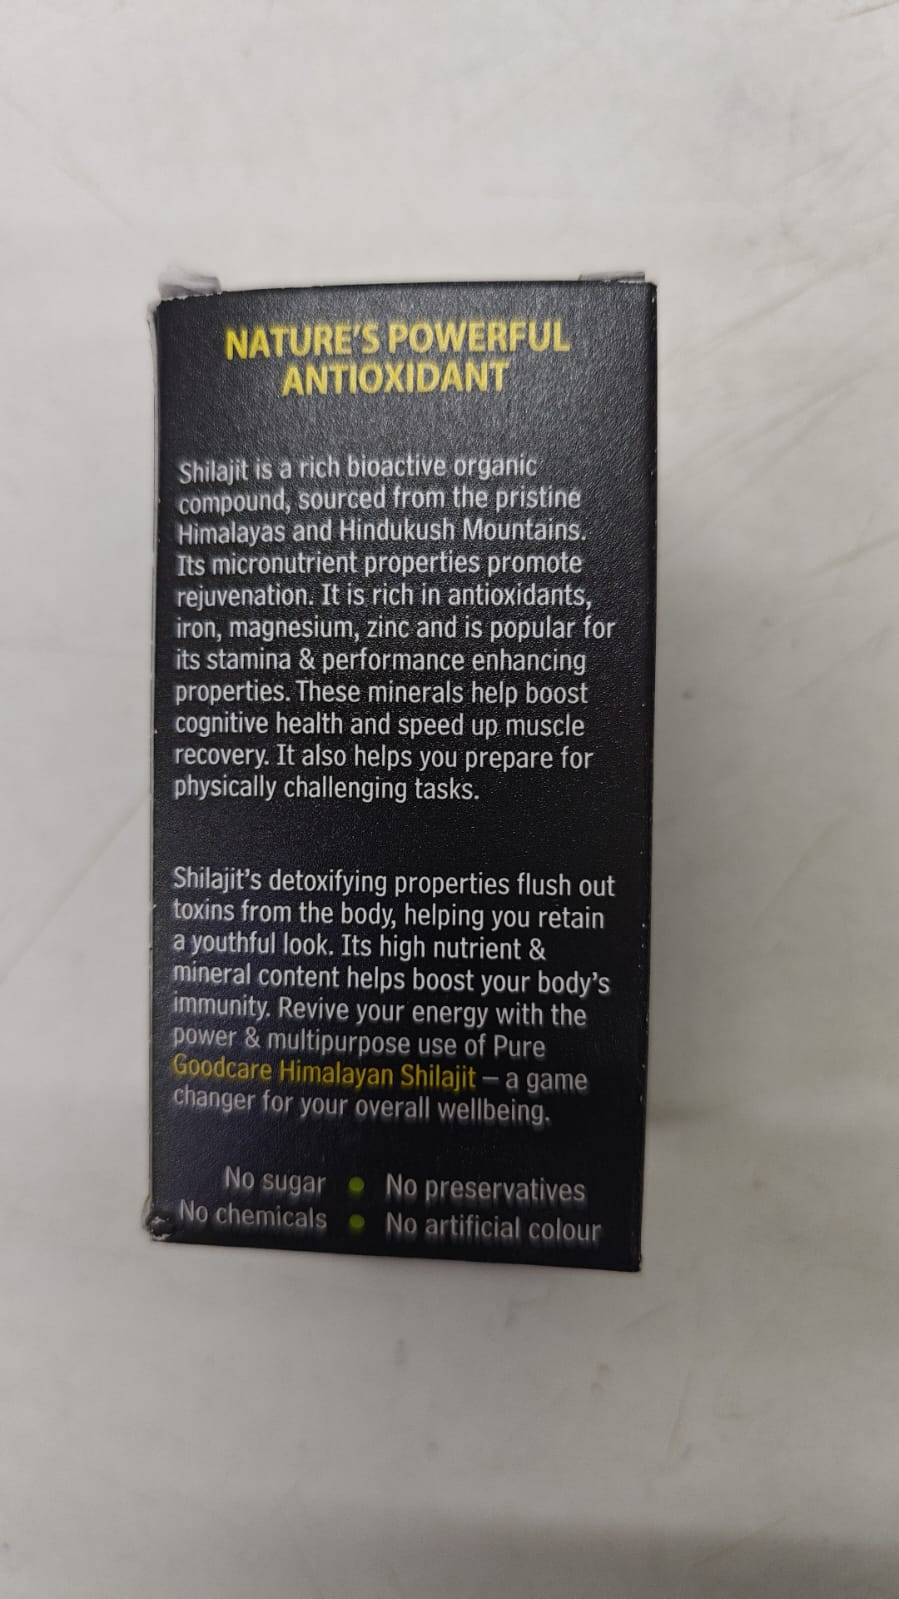 NATURE'S POWERFUL
ANTIOXIDANT
Shilajit is a rich bioactive organic
compound, sourced from the pristine
Himalayas and Hindukush Mountains.
Its micronutrient properties promote
rejuvenation. It is rich in antioxidants,
iron, magnesium, zinc and is popular for
its stamina & performance enhancing
properties. These minerals help boost
cognitive health and speed up muscle
recovery. It also helps you prepare for
physically challenging tasks.
Shilajit's detoxifying properties flush out
toxins from the body, helping you retain
a youthful look. Its high nutrient &
mineral content helps boost your body's
immunity. Revive your energy with the
power & multipurpose use of Pure
Goodcare Himalayan Shilajit – a game
changer for your overall wellbeing.
No sugar • No preservatives
No chemicals • No artificial colour